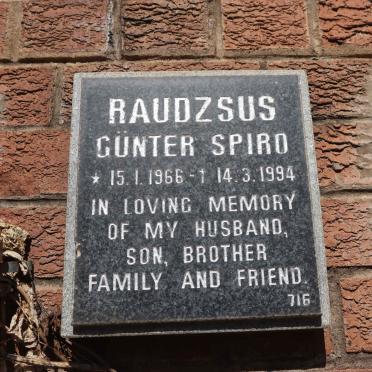 RAUDZSUS
GÜNTER SPIRO
* 15.1.1966 - † 14.3.1994
IN LOVING MEMORY
OF MY HUSBAND,
SON, BROTHER
FAMILY AND FRIEND.
716